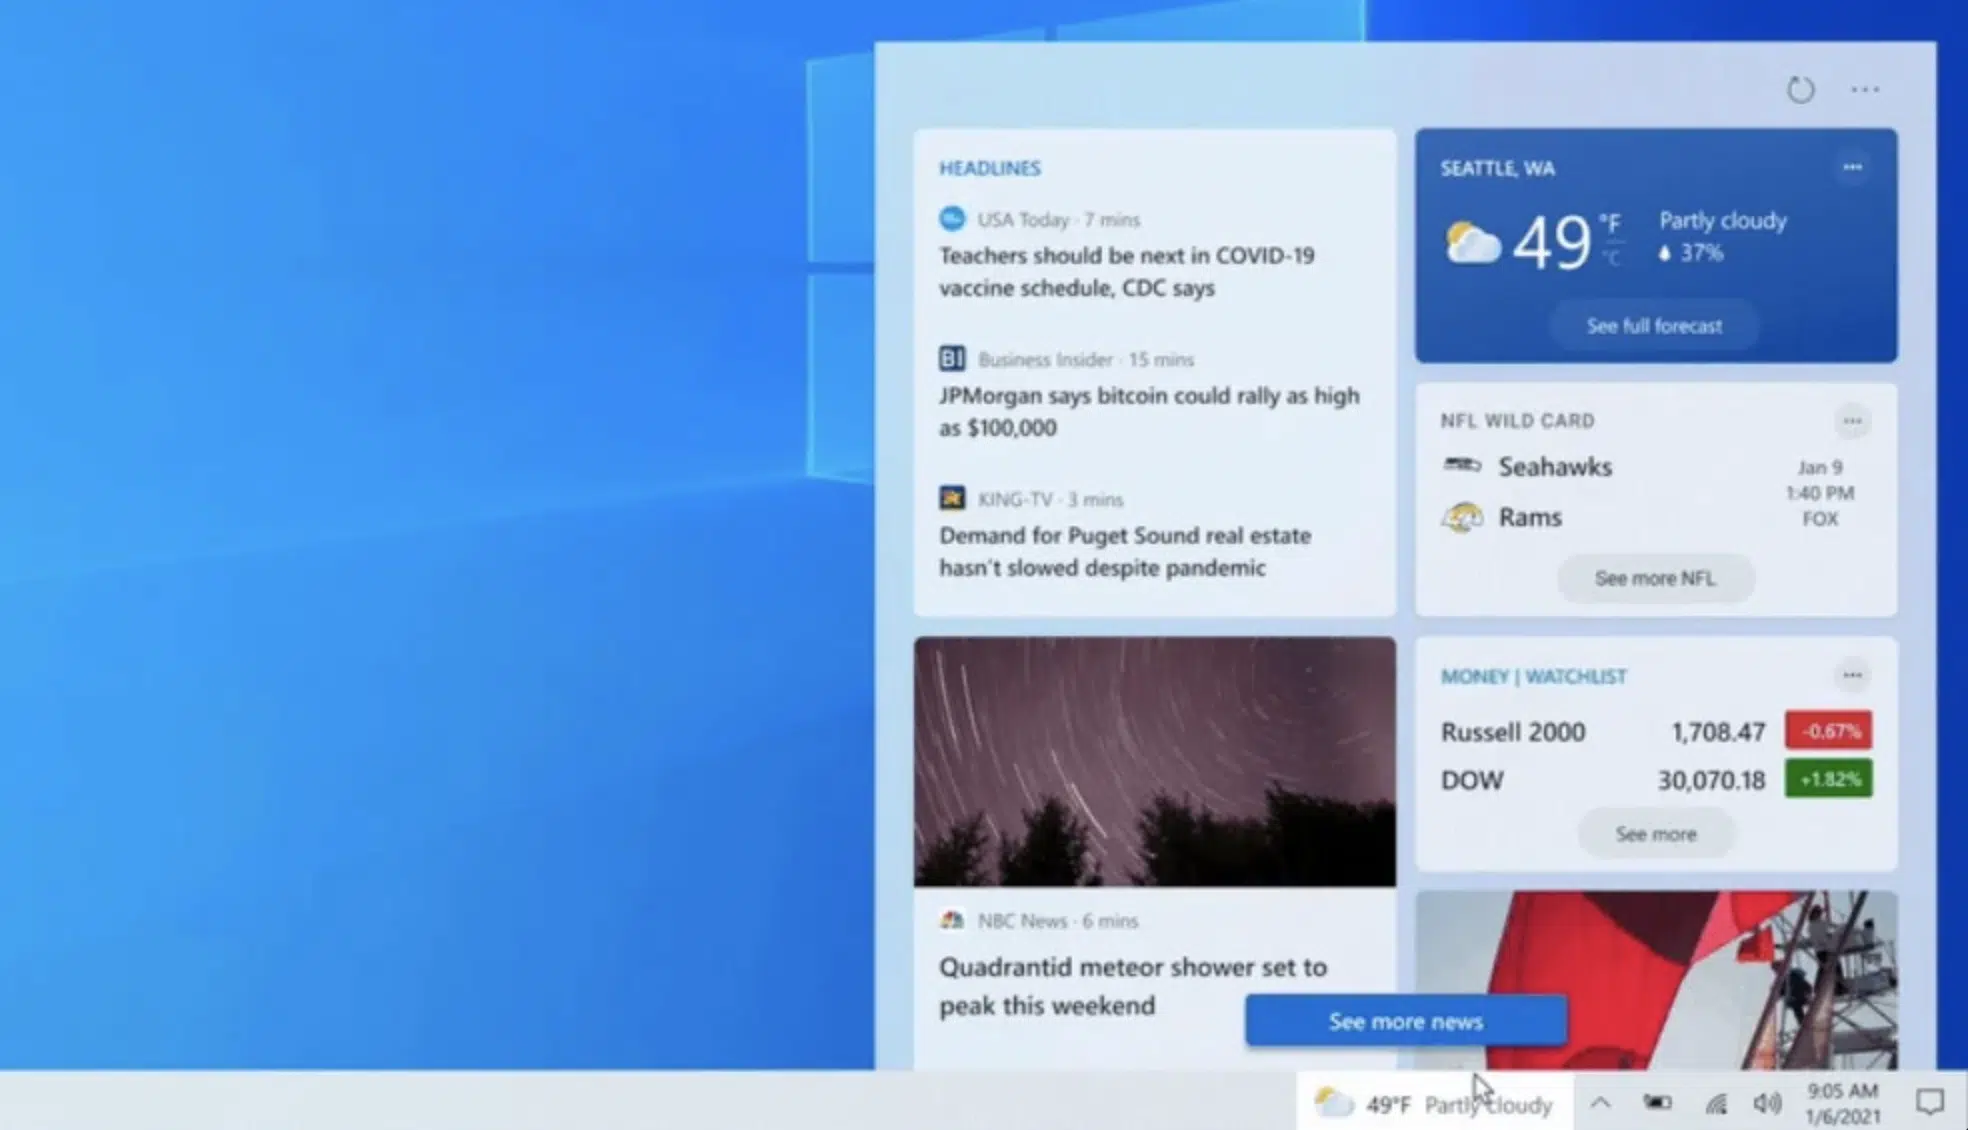 HEADLINES
USA Today · 7 mins
Teachers should be next in COVID-19
vaccine schedule, CDC says
BI Business Insider · 15 mins
JPMorgan says bitcoin could rally as high
as $100,000
KING-TV · 3 mins
Demand for Puget Sound real estate
hasn't slowed despite pandemic
NBC News · 6 mins
Quadrantid meteor shower set to
peak this weekend
SEATTLE, WA
49 °F
°C
Partly cloudy
37%
See full forecast
NFL WILD CARD
Seahawks
Rams
Jan 9
1:40 PM
FOX
See more NFL
MONEY | WATCHLIST
Russell 2000 1,708.47 -0.67%
DOW 30,070.18 +1.82%
See more
See more news
49°F Partly cloudy
9:05 AM
1/6/2021